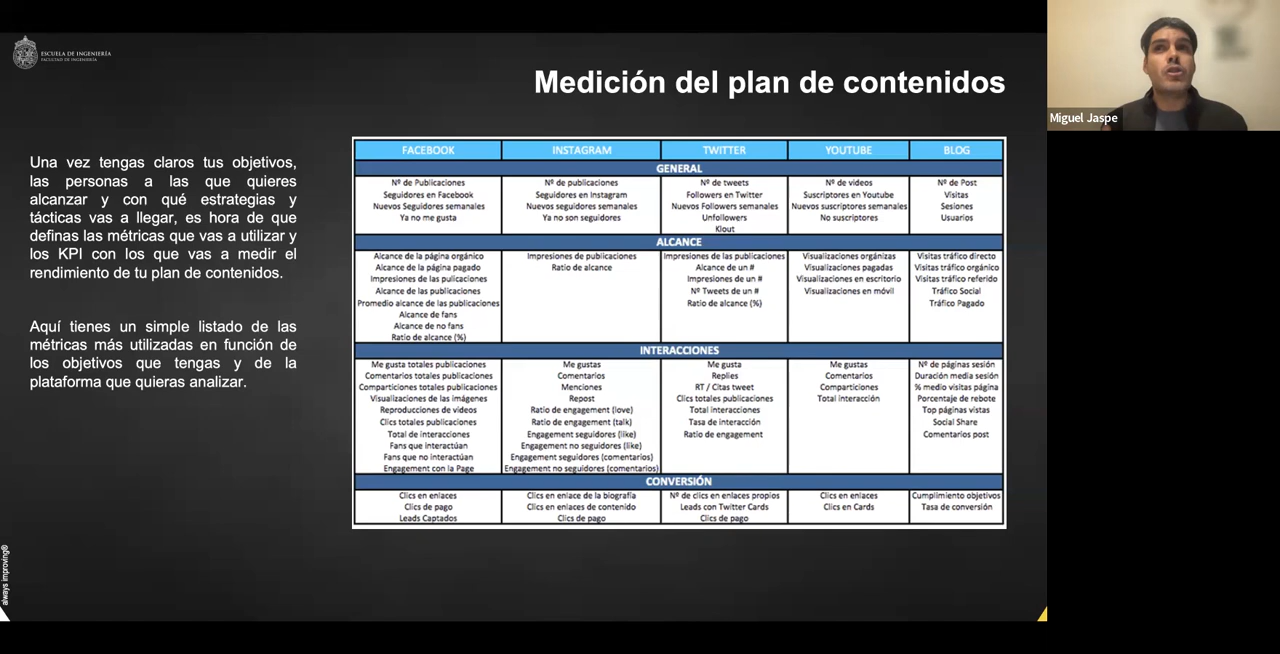 ESCUELA DE INGENIERÍA
FACULTAD DE INGENIERÍA
Medición del plan de contenidos
Miguel Jaspe
Una vez tengas claros tus objetivos,
las personas a las que quieres
alcanzar y con qué estrategias y
tácticas vas a llegar, es hora de que
definas las métricas que vas a utilizar y
los KPI con los que vas a medir el
rendimiento de tu plan de contenidos.
Aquí tienes un simple listado de las
métricas más utilizadas en función de
los objetivos que tengas y de la
plataforma que quieras analizar.
FACEBOOK INSTAGRAM TWITTER YOUTUBE BLOG
GENERAL
Nº de Publicaciones Nº de publicaciones Nº de tweets Nº de videos Nº de Post
Seguidores en Facebook Seguidores en Instagram Followers en Twitter Suscriptores en Youtube Visitas
Nuevos Seguidores semanales Nuevos seguidores semanales Nuevos Followers semanales Nuevos suscriptores semanales Sesiones
Ya no me gusta Ya no son seguidores Unfollowers No suscriptores Usuarios
Klout
ALCANCE
Alcance de la página orgánico Impresiones de publicaciones Impresiones de las publicaciones Visualizaciones orgánizas Visitas tráfico directo
Alcance de la página pagado Ratio de alcance Alcance de un # Visualizaciones pagadas Visitas tráfico orgánico
Impresiones de las pulicaciones Impresiones de un # Visualizaciones en escritorio Visitas tráfico referido
Alcance de las publicaciones Nº Tweets de un # Visualizaciones en móvil Tráfico Social
Promedio alcance de las publicaciones Ratio de alcance (%) Tráfico Pagado
Alcance de fans
Alcance de no fans
Ratio de alcance (%)
INTERACCIONES
Me gusta totales publicaciones Me gustas Me gusta Me gustas Nº de páginas sesión
Comentarios totales publicaciones Comentarios Replies Comentarios Duración media sesión
Comparticiones totales publicaciones Menciones RT / Citas tweet Comparticiones % medio visitas página
Visualizaciones de las imágenes Repost Clics totales publicaciones Total interacción Porcentaje de rebote
Reproducciones de vídeos Ratio de engagement (love) Total interacciones Top páginas vistas
Clics totales publicaciones Ratio de engagement (talk) Tasa de interacción Social Share
Total de interacciones Engagement seguidores (like) Ratio de engagement Comentarios post
Fans que interactúan Engagement no seguidores (like)
Fans que no interactúan Engagement seguidores (comentarios)
Engagement con la Page Engagement no seguidores (comentarios)
CONVERSIÓN
Clics en enlaces Clics en enlace de la biografía Nº de clics en enlaces propios Clics en enlaces Cumplimiento objetivos
Clics de pago Clics en enlaces de contenido Leads con Twitter Cards Clics en Cards Tasa de conversión
Leads Captados Clics de pago Clics de pago
always improving®